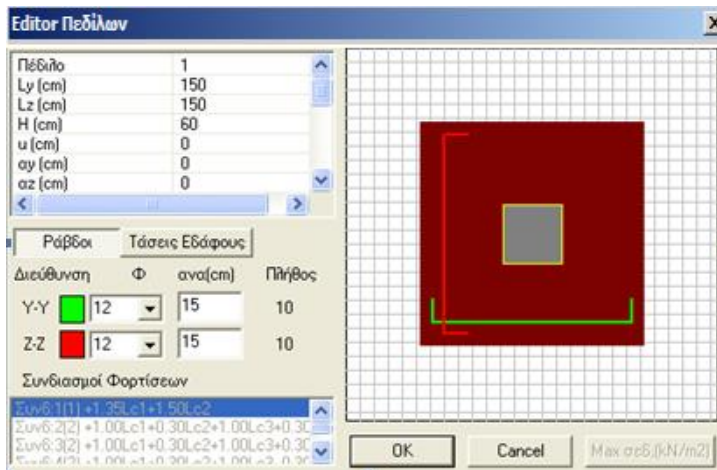 Editor Πεδίλων
Πέδιλο 1
Ly (cm) 150
Lz (cm) 150
H (cm) 60
u (cm) 0
αy (cm) 0
αz (cm) 0
Ράβδοι Τάσεις Εδάφους
Διεύθυνση Φ ανα(cm) Πλήθος
Y-Y 12 15 10
Z-Z 12 15 10
Συνδιασμοί Φορτίσεων
Συνδ:1(1) +1.35Lc1+1.50Lc2
Συνδ:2(2) +1.00Lc1+0.30Lc2+1.00Lc3+0.30
Συνδ:3(2) +1.00Lc1+0.30Lc2+1.00Lc3+0.30
OK Cancel Max σεδ.(kN/m2)